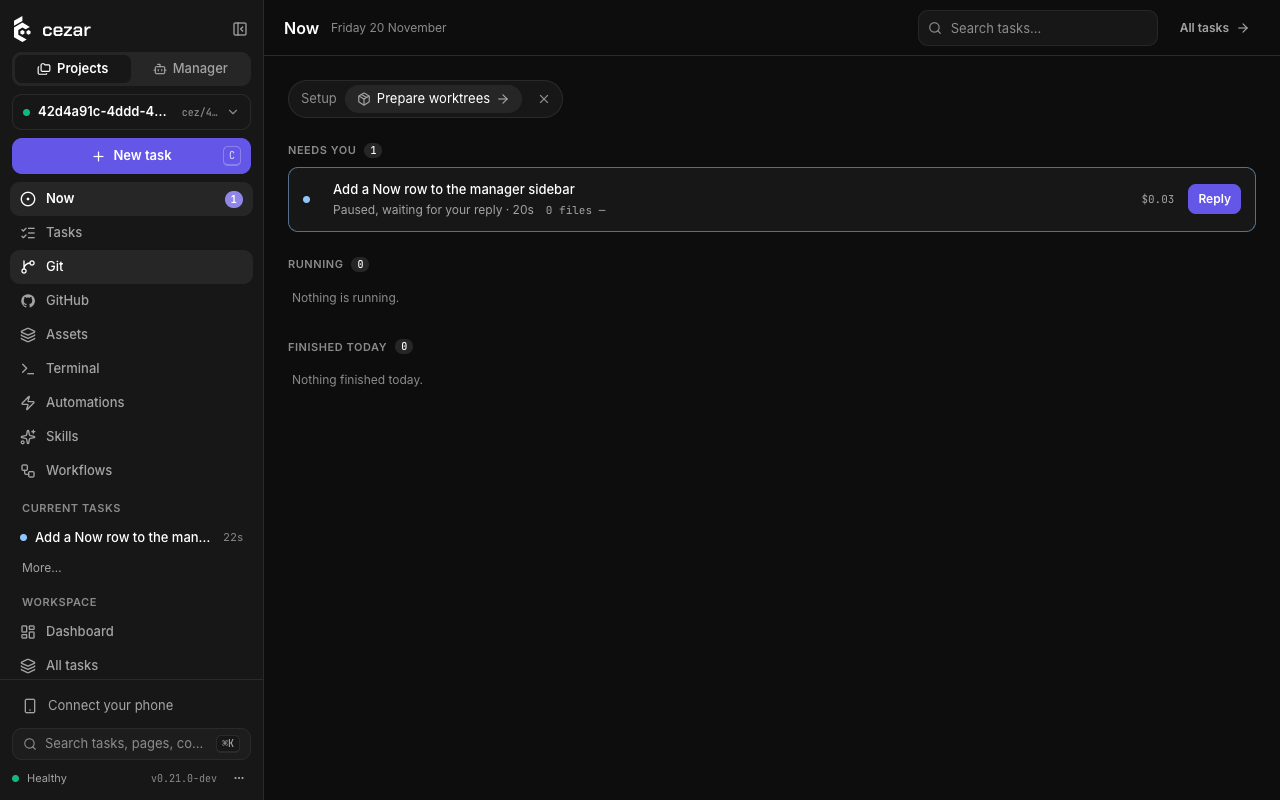 cezar
Projects
Manager
42d4a91c-4ddd-4... cez/4...
New task C
Now 1
Tasks
Git
GitHub
Assets
Terminal
Automations
Skills
Workflows
CURRENT TASKS
Add a Now row to the man... 22s
More...
WORKSPACE
Dashboard
All tasks
Connect your phone
Search tasks, pages, co... ⌘K
Healthy v0.21.0-dev ...
Now Friday 20 November
Search tasks...
All tasks →
Setup Prepare worktrees →
NEEDS YOU 1
Add a Now row to the manager sidebar
Paused, waiting for your reply · 20s 0 files —
$0.03
Reply
RUNNING 0
Nothing is running.
FINISHED TODAY 0
Nothing finished today.